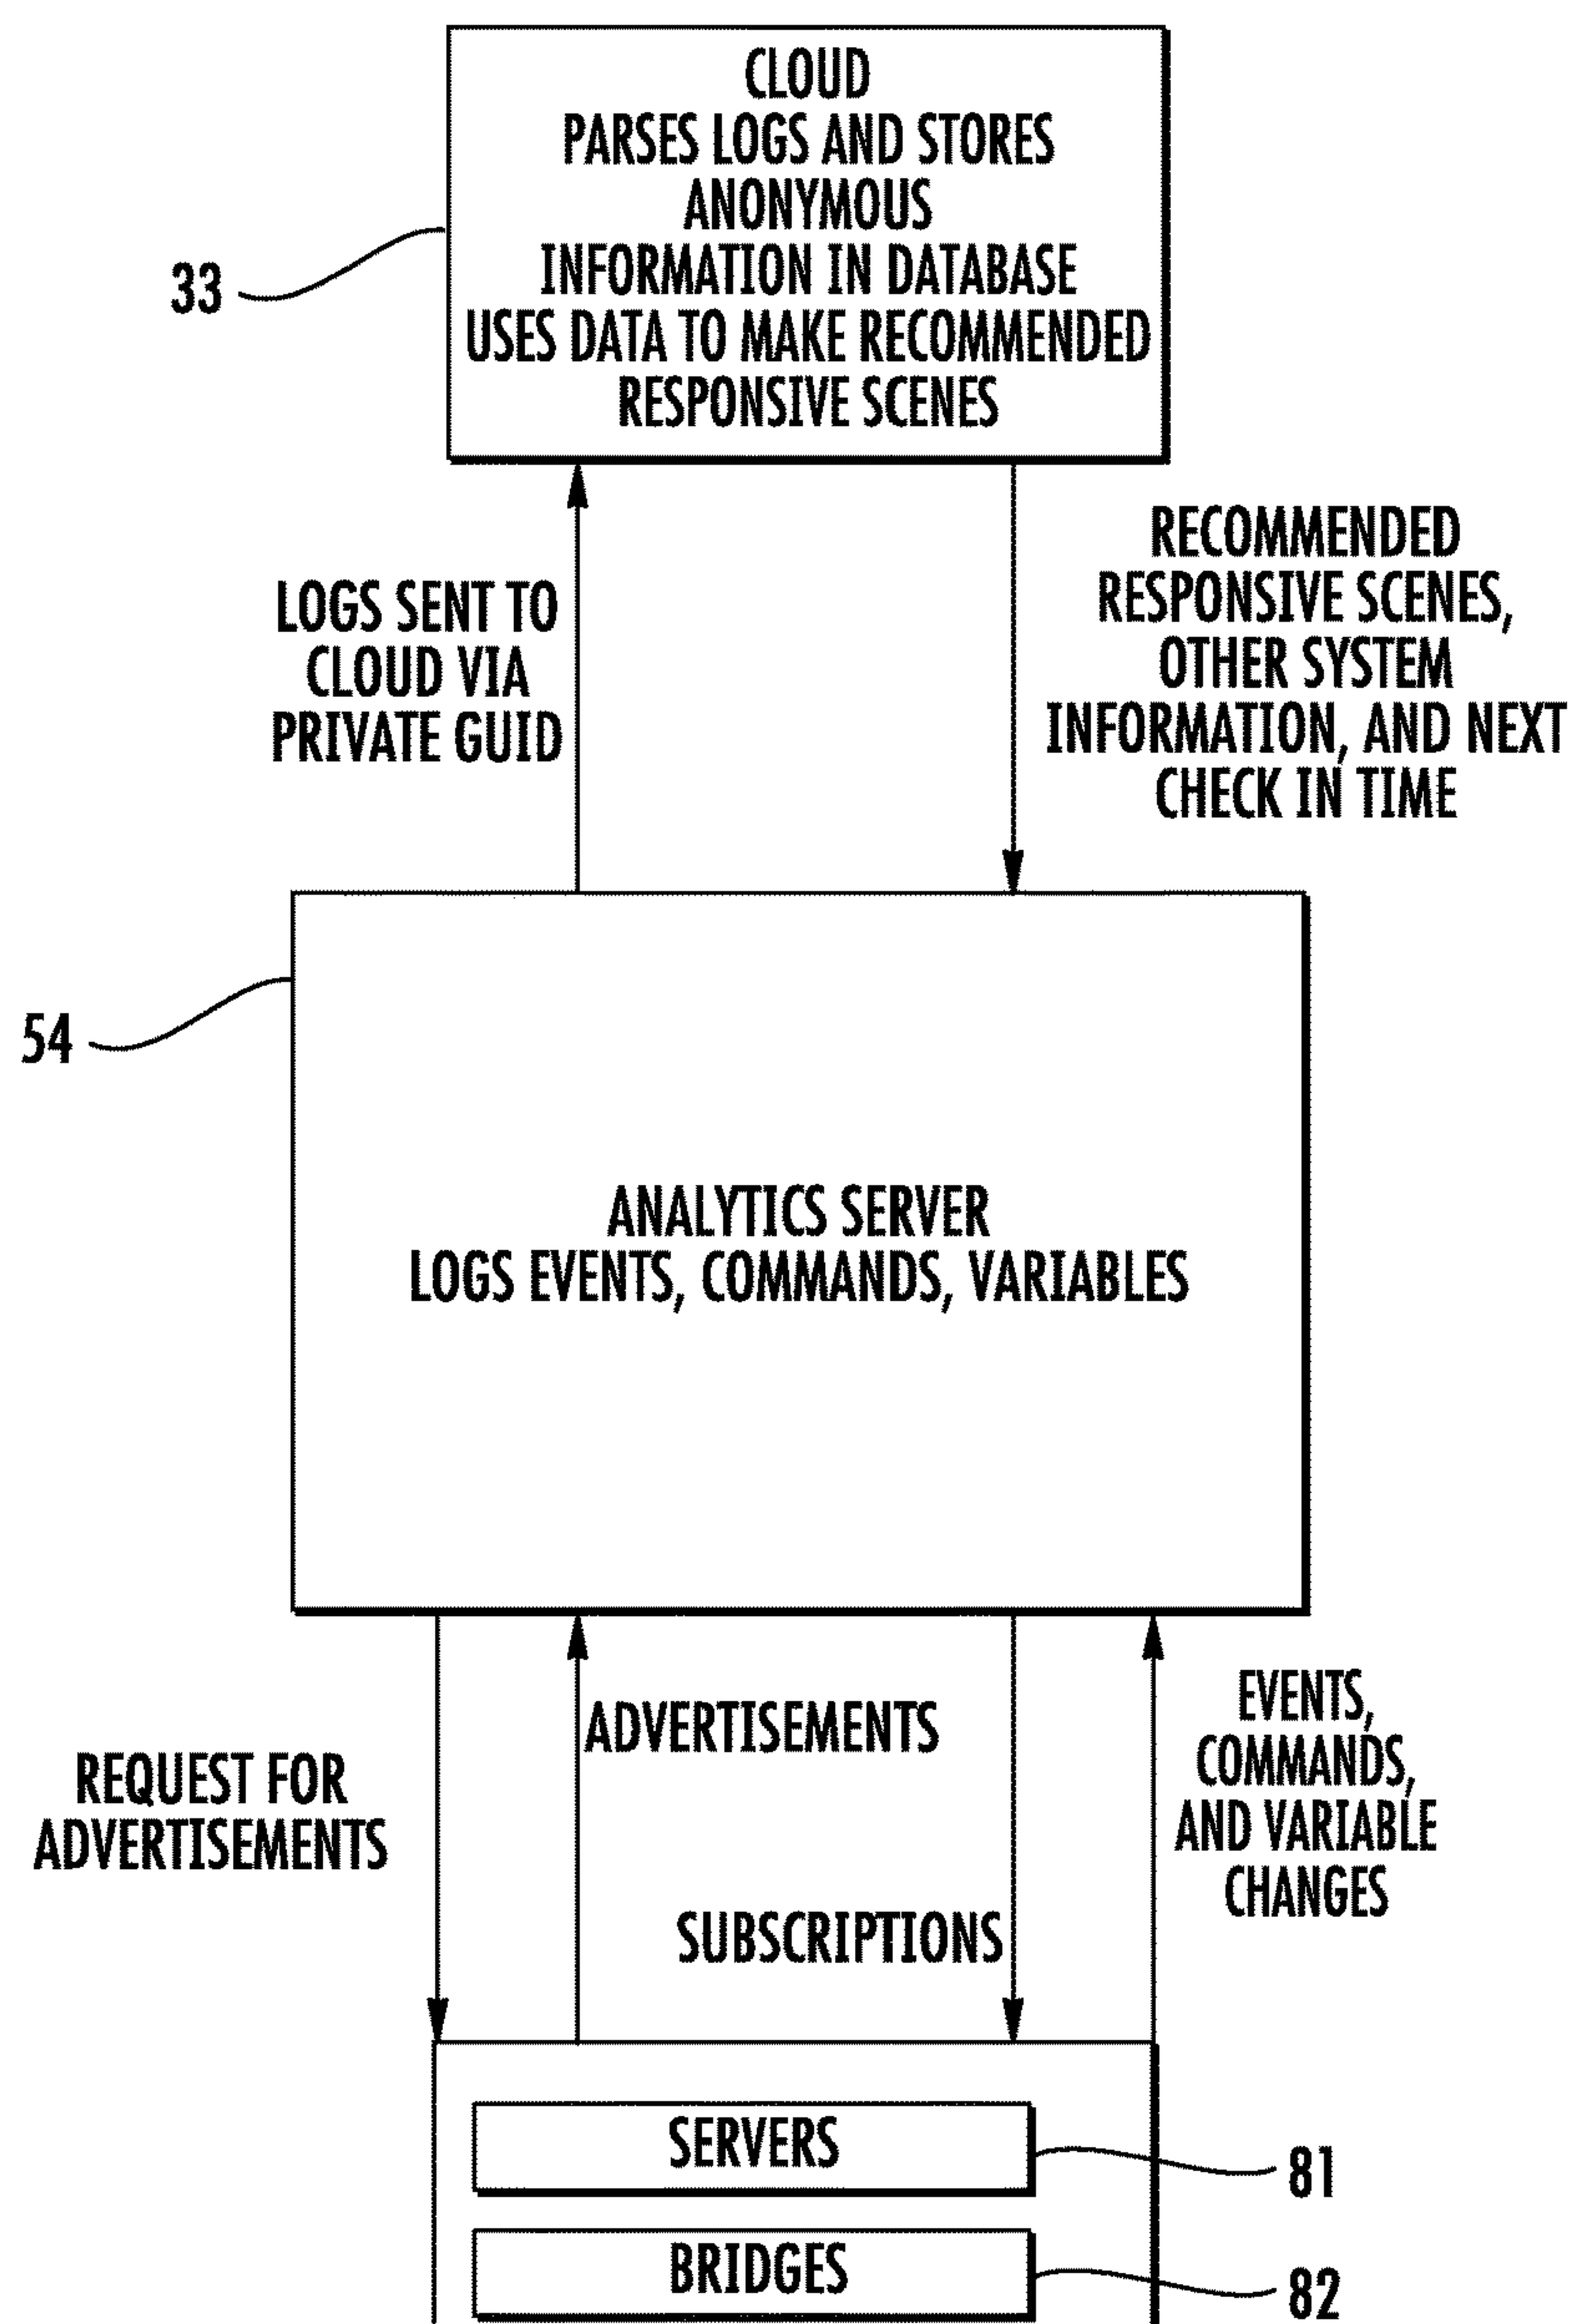 CLOUD
PARSES LOGS AND STORES
ANONYMOUS
INFORMATION IN DATABASE
USES DATA TO MAKE RECOMMENDED
RESPONSIVE SCENES
33
LOGS SENT TO
CLOUD VIA
PRIVATE GUID
RECOMMENDED
RESPONSIVE SCENES,
OTHER SYSTEM
INFORMATION, AND NEXT
CHECK IN TIME
54
ANALYTICS SERVER
LOGS EVENTS, COMMANDS, VARIABLES
REQUEST FOR
ADVERTISEMENTS
ADVERTISEMENTS
SUBSCRIPTIONS
EVENTS,
COMMANDS,
AND VARIABLE
CHANGES
SERVERS
81
BRIDGES
82